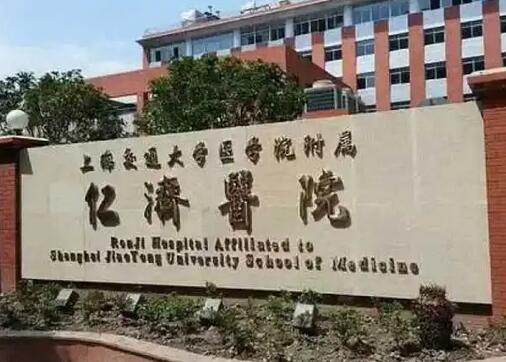 上海交通大学医学院附属
仁濟醫院
RenJi Hospital Affiliated to
Shanghai JiaoTong University School of Medicine